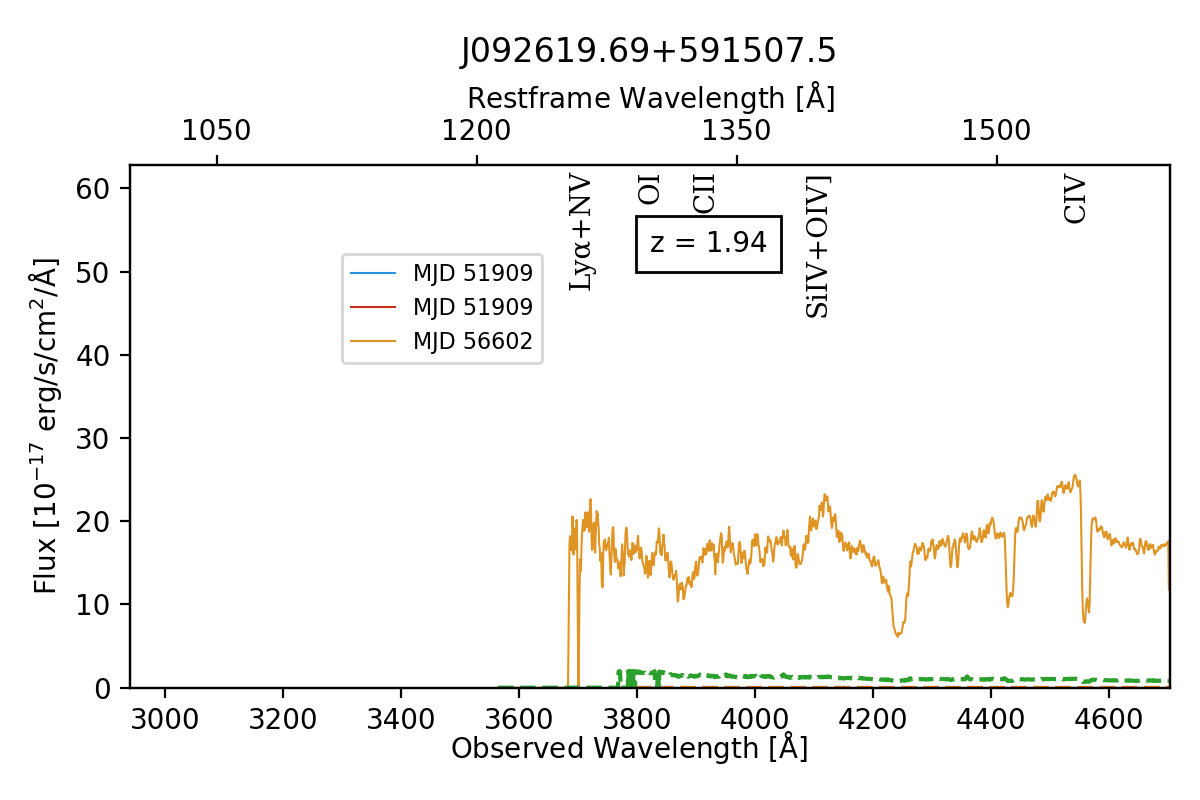 J092619.69+591507.5
Restframe Wavelength [Å]
1050 1200 1350 1500
60
50
40
30
20
10
0
Flux [10⁻¹⁷ erg/s/cm²/Å]
Lyα+NV
OI
CII
SiIV+OIV]
CIV
z = 1.94
MJD 51909
MJD 51909
MJD 56602
3000 3200 3400 3600 3800 4000 4200 4400 4600
Observed Wavelength [Å]